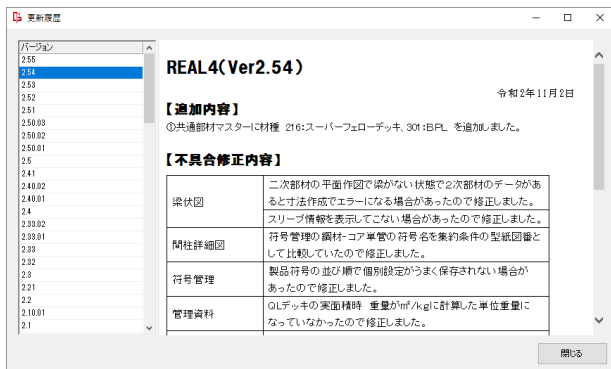 更新履歴
バージョン
2.55
2.54
2.53
2.52
2.51
2.50.03
2.50.02
2.50.01
2.5
2.41
2.40.02
2.40.01
2.4
2.33.02
2.33.01
2.33
2.32
2.3
2.21
2.2
2.10.01
2.1
REAL4(Ver2.54)
令和2年11月2日
【追加内容】
①共通部材マスターに材種 216:スーパーフェローデッキ、301:BPL を追加しました。
【不具合修正内容】
梁伏図
二次部材の平面作図で梁がない状態で2次部材のデータがあ
ると寸法作成でエラーになる場合があったので修正しました。
スリーブ情報を表示してこない場合があったので修正しました。
間柱詳細図
符号管理の鋼材-コア単管の符号名を集約条件の型紙図番と
して比較していたので修正しました。
符号管理
製品符号の並び順で個別設定がうまく保存されない場合が
あったので修正しました。
管理資料
QLデッキの実面積時 重量がm²/kgに計算した単位重量に
なっていなかったので修正しました。
閉じる